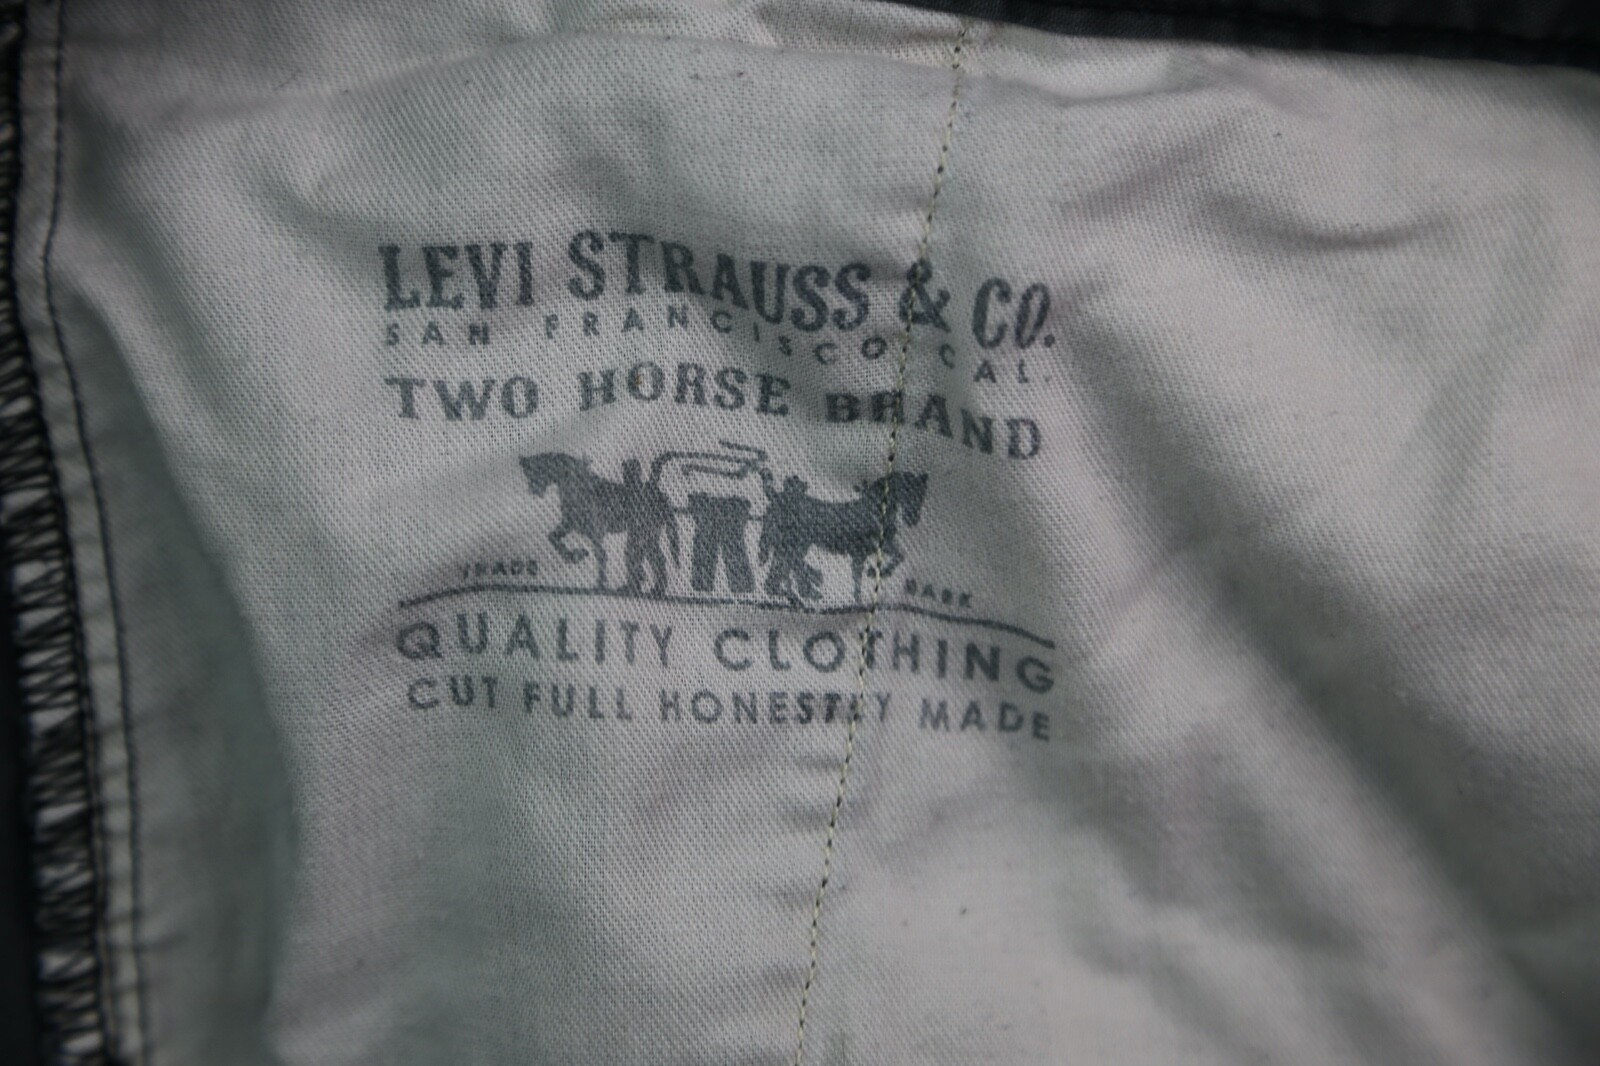 LEVI STRAUSS & CO.
SAN FRANCISCO CAL.
TWO HORSE BRAND
TRADE MARK
QUALITY CLOTHING
CUT FULL HONESTLY MADE